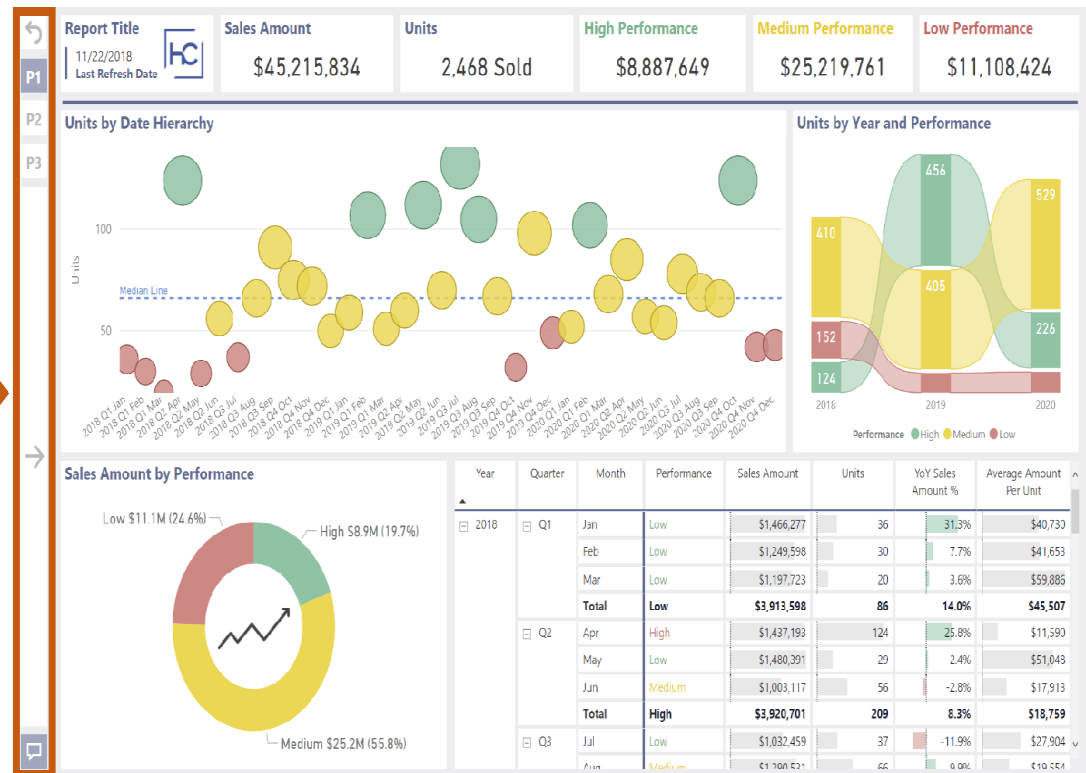 Report Title
11/22/2018
Last Refresh Date
hC
Sales Amount
$45,215,834
Units
2,468 Sold
High Performance
$8,887,649
Medium Performance
$25,219,761
Low Performance
$11,108,424
P1
P2
P3
Units by Date Hierarchy
Units
100
50
Median Line
2018 Q1 Jan
2018 Q1 Feb
2018 Q1 Mar
2018 Q2 Apr
2018 Q2 May
2018 Q2 Jun
2018 Q3 Jul
2018 Q3 Aug
2018 Q3 Sep
2018 Q4 Oct
2018 Q4 Nov
2018 Q4 Dec
2019 Q1 Jan
2019 Q1 Feb
2019 Q1 Mar
2019 Q2 Apr
2019 Q2 May
2019 Q2 Jun
2019 Q3 Jul
2019 Q3 Aug
2019 Q3 Sep
2019 Q4 Oct
2019 Q4 Nov
2019 Q4 Dec
2020 Q1 Jan
2020 Q1 Feb
2020 Q1 Mar
2020 Q2 Apr
2020 Q2 May
2020 Q2 Jun
2020 Q3 Jul
2020 Q3 Aug
2020 Q3 Sep
2020 Q4 Oct
2020 Q4 Nov
2020 Q4 Dec
Units by Year and Performance
456
529
410
405
152
226
124
2018 2019 2020
Performance High Medium Low
Sales Amount by Performance
Low $11.1M (24.6%)
High $8.9M (19.7%)
Medium $25.2M (55.8%)
Year Quarter Month Performance Sales Amount Units YoY Sales Average Amount
Amount % Per Unit
2018 Q1 Jan Low $1,466,277 36 31.3% $40,730
Feb Low $1,249,598 30 7.7% $41,653
Mar Low $1,197,723 20 3.6% $59,886
Total Low $3,913,598 86 14.0% $45,507
Q2 Apr High $1,437,193 124 25.8% $11,590
May Low $1,480,391 29 2.4% $51,048
Jun Medium $1,003,117 56 -2.8% $17,913
Total High $3,920,701 209 8.3% $18,759
Q3 Jul Low $1,032,459 37 -11.9% $27,904
Aug Medium $1,290,531 66 9.9% $19,554